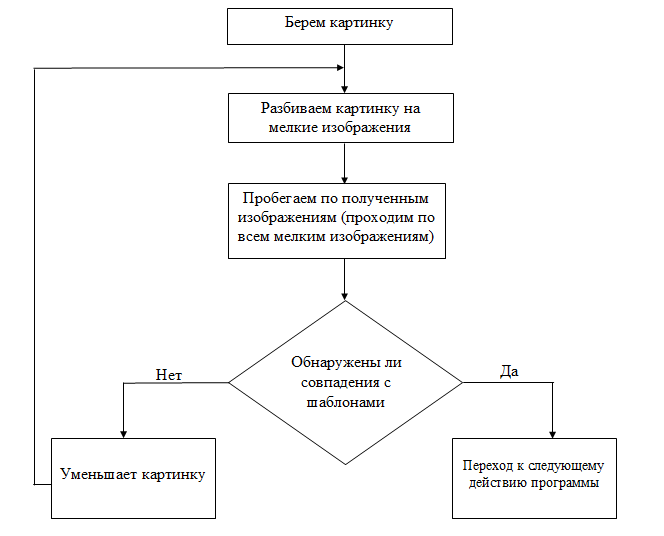 Берем картинку
Разбиваем картинку на
мелкие изображения
Пробегаем по полученным
изображениям (проходим по
всем мелким изображениям)
Обнаружены ли
совпадения с
шаблонами
Нет
Да
Уменьшает картинку
Переход к следующему
действию программы